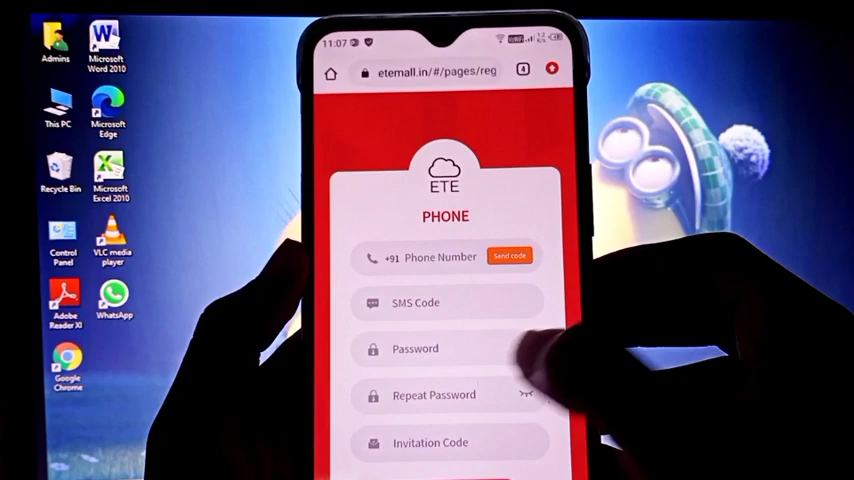 Admins
Microsoft
Word 2010
This PC
Microsoft
Edge
Recycle Bin
Microsoft
Excel 2010
Control
Panel
VLC media
player
Adobe
Reader XI
WhatsApp
Google
Chrome
11:07
etemall.in/#/pages/reg
4
ETE
PHONE
+91 Phone Number
Send code
SMS Code
Password
Repeat Password
Invitation Code